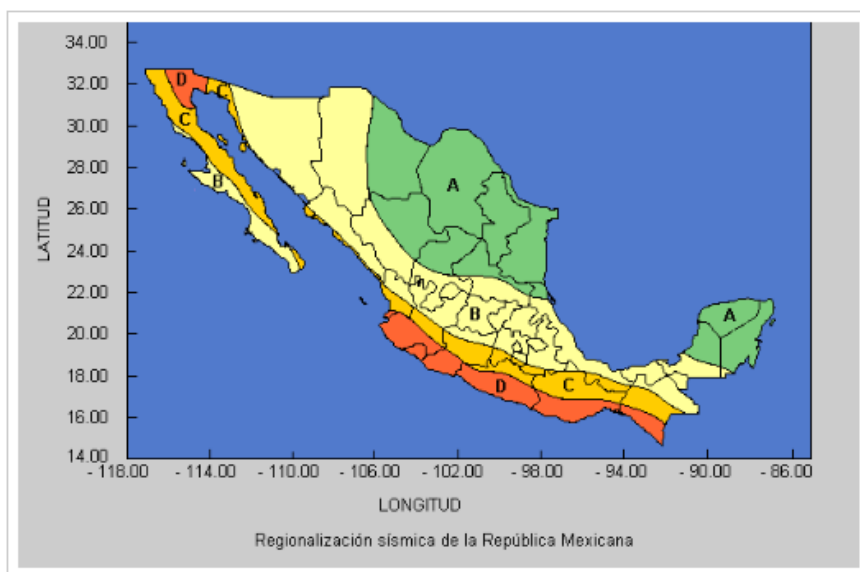 34.00
32.00
30.00
28.00
26.00
24.00
22.00
20.00
18.00
16.00
14.00
LATITUD
D
C
C
B
A
B
A
D
C
- 118.00 - 114.00 - 110.00 - 106.00 - 102.00 - 98.00 - 94.00 - 90.00 - 86.00
LONGITUD
Regionalización sísmica de la República Mexicana